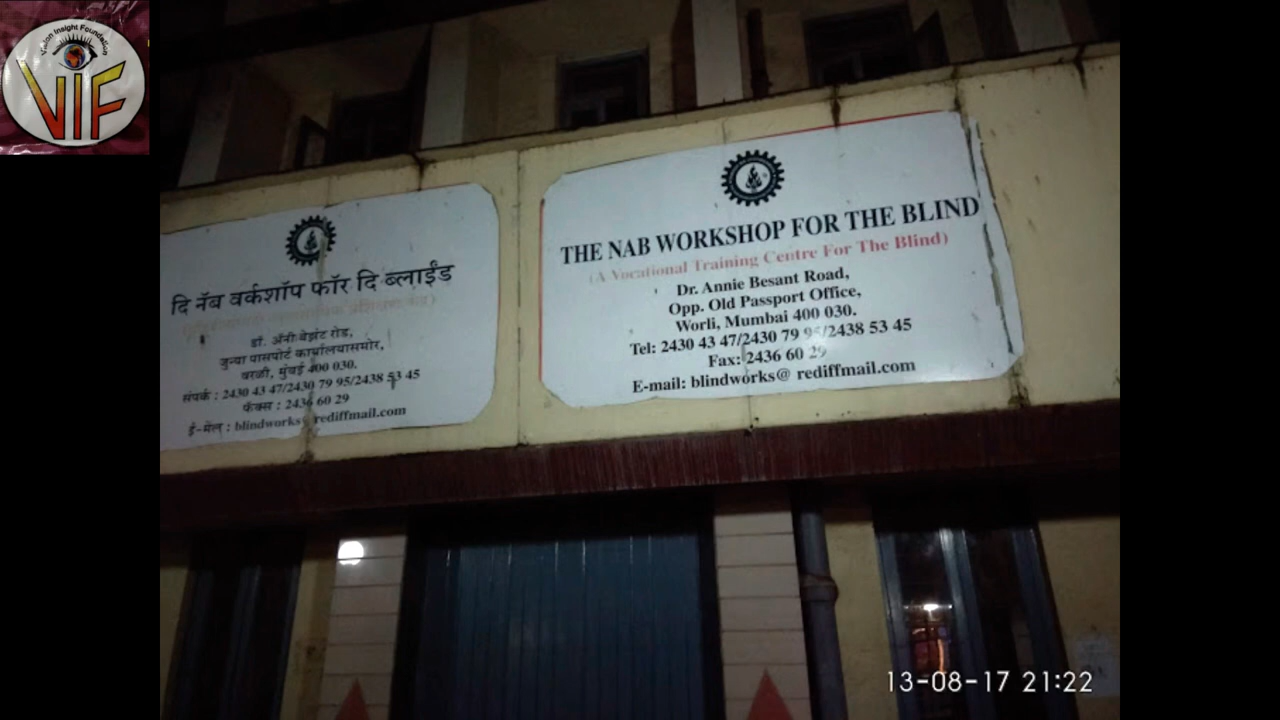 Vision Insight Foundation
VIF
दि नॅब वर्कशॉप फॉर दि ब्लाईंड
डॉ. ॲनी बेझंट रोड,
जुन्या पासपोर्ट कार्यालयासमोर,
वरळी, मुंबई 400 030.
संपर्क : 2430 43 47/2430 79 95/2438 53 45
फॅक्स : 2436 60 29
ई-मेल : blindworks@rediffmail.com
THE NAB WORKSHOP FOR THE BLIND
(A Vocational Training Centre For The Blind)
Dr. Annie Besant Road,
Opp. Old Passport Office,
Worli, Mumbai 400 030.
Tel: 2430 43 47/2430 79 95/2438 53 45
Fax: 2436 60 29
E-mail: blindworks@ rediffmail.com
13-08-17 21:22